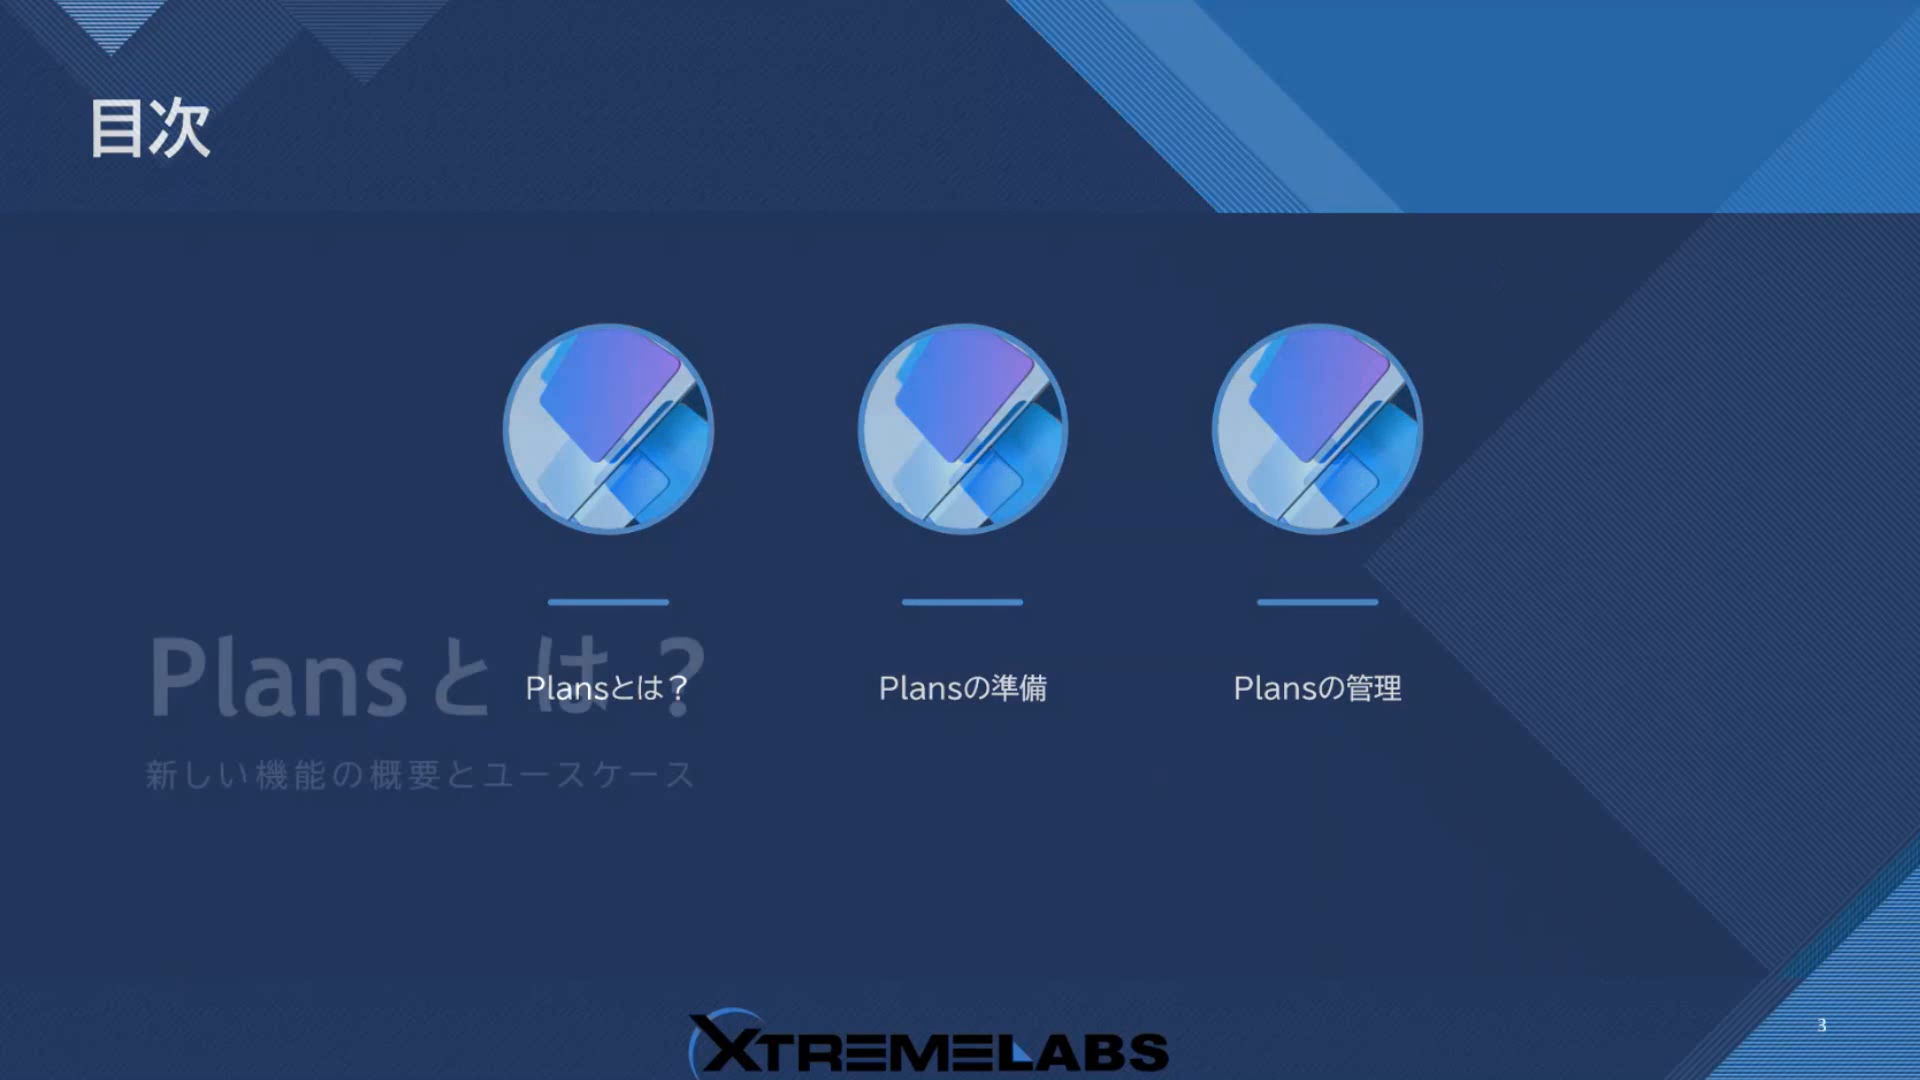 目次
Plansとは？
Plansの準備
Plansの管理
Plansとは？
新しい機能の概要とユースケース
XTREMELABS
3